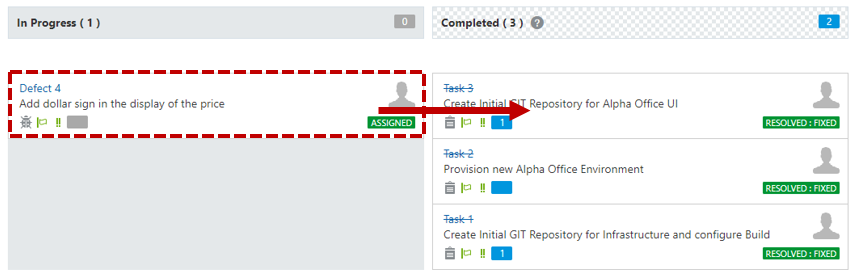 In Progress ( 1 )
0
Completed ( 3 ) ?
2
Defect 4
Add dollar sign in the display of the price
!!
ASSIGNED
Task 3
Create Initial GIT Repository for Alpha Office UI
!!
1
RESOLVED : FIXED
Task 2
Provision new Alpha Office Environment
!!
RESOLVED : FIXED
Task 1
Create Initial GIT Repository for Infrastructure and configure Build
!!
1
RESOLVED : FIXED